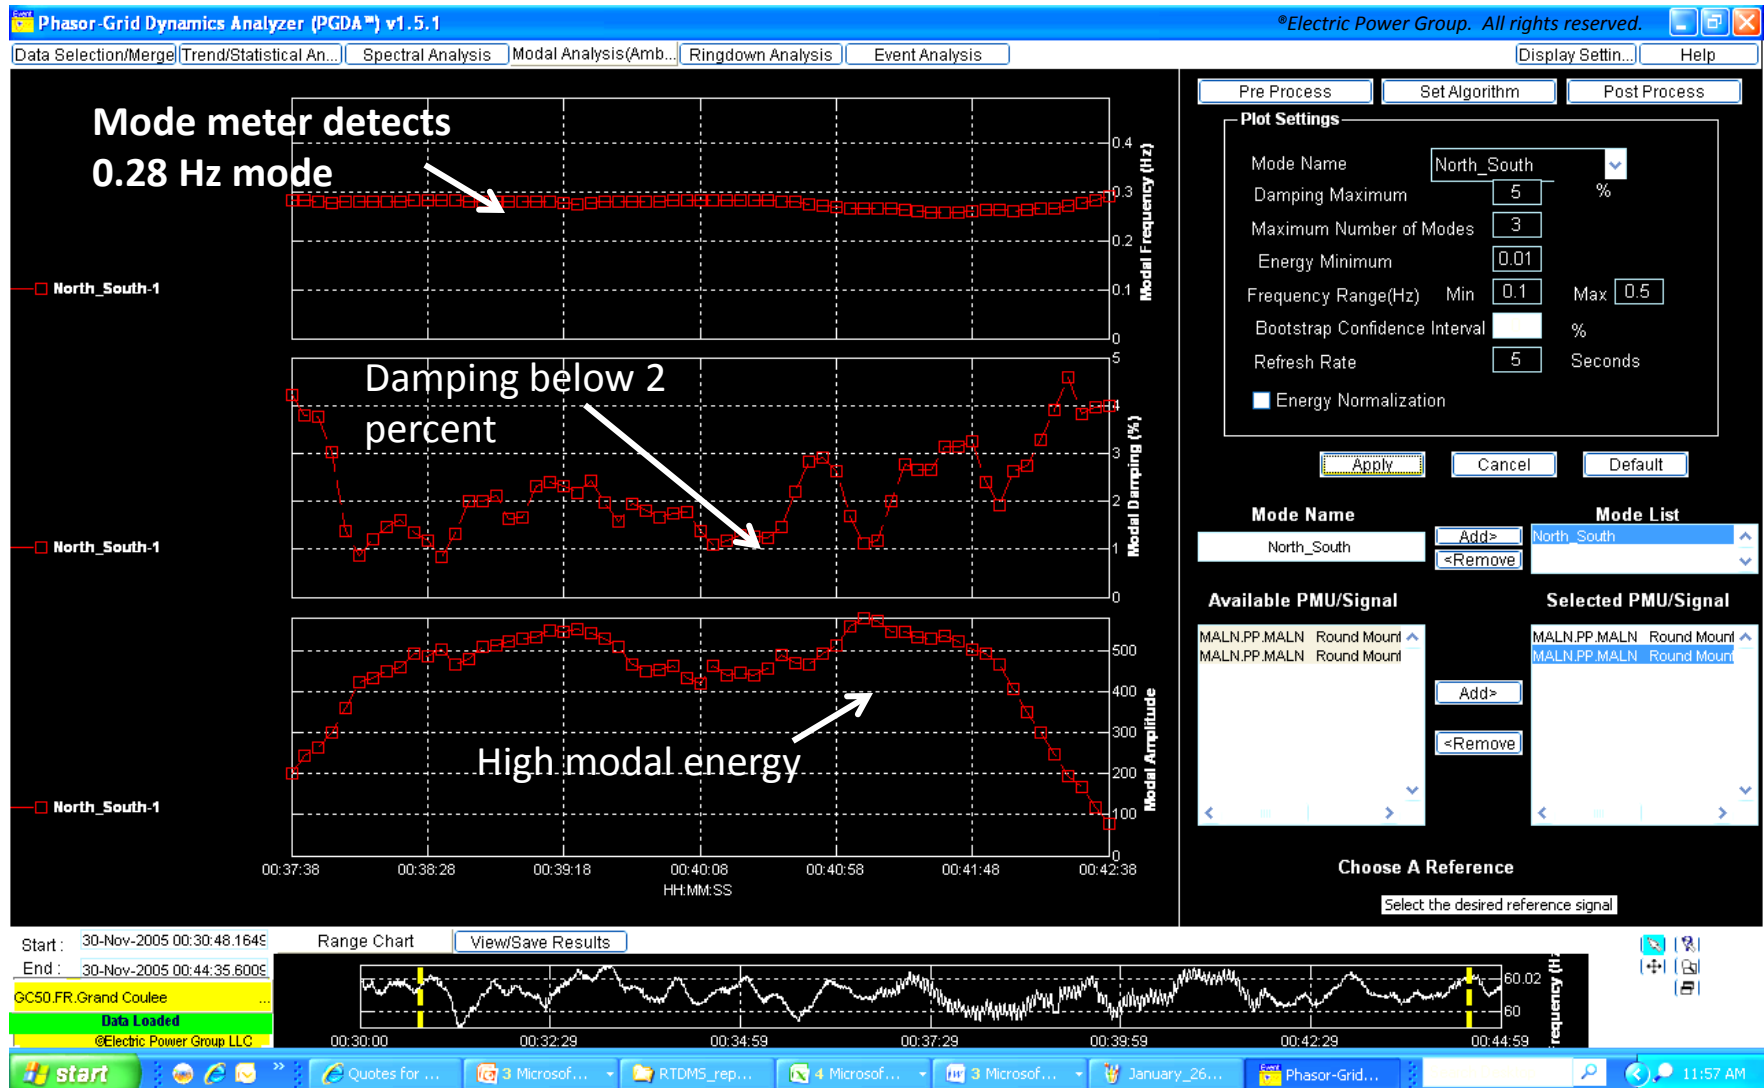 Phasor-Grid Dynamics Analyzer (PGDA™) v1.5.1
®Electric Power Group. All rights reserved.
Data Selection/Merge
Trend/Statistical An...
Spectral Analysis
Modal Analysis(Amb...
Ringdown Analysis
Event Analysis
Display Settin...
Help
Mode meter detects
0.28 Hz mode
0.4
0.3
0.2
0.1
0
Modal Frequency (Hz)
North_South-1
Damping below 2
percent
5
4
3
2
1
0
Modal Damping (%)
North_South-1
High modal energy
500
400
300
200
100
0
Modal Amplitude
North_South-1
00:37:38
00:38:28
00:39:18
00:40:08
00:40:58
00:41:48
00:42:38
HH:MM:SS
Pre Process
Set Algorithm
Post Process
Plot Settings
Mode Name North_South
Damping Maximum 5 %
Maximum Number of Modes 3
Energy Minimum 0.01
Frequency Range(Hz) Min 0.1 Max 0.5
Bootstrap Confidence Interval %
Refresh Rate 5 Seconds
Energy Normalization
Apply
Cancel
Default
Mode Name
Mode List
North_South
Add>
<Remove
North_South
Available PMU/Signal
Selected PMU/Signal
MALN.PP.MALN Round Mount
MALN.PP.MALN Round Mount
Add>
<Remove
MALN.PP.MALN Round Mount
MALN.PP.MALN Round Mount
Choose A Reference
Select the desired reference signal
Start : 30-Nov-2005 00:30:48.1649
End : 30-Nov-2005 00:44:35.6009
GC50.FR.Grand Coulee ...
Data Loaded
©Electric Power Group LLC
Range Chart
View/Save Results
60.02
60
Frequency (Hz
00:30:00
00:32:29
00:34:59
00:37:29
00:39:59
00:42:29
00:44:59
start
Quotes for ...
3 Microsof...
RTDMS_rep...
4 Microsof...
3 Microsof...
January_26...
Phasor-Grid...
11:57 AM